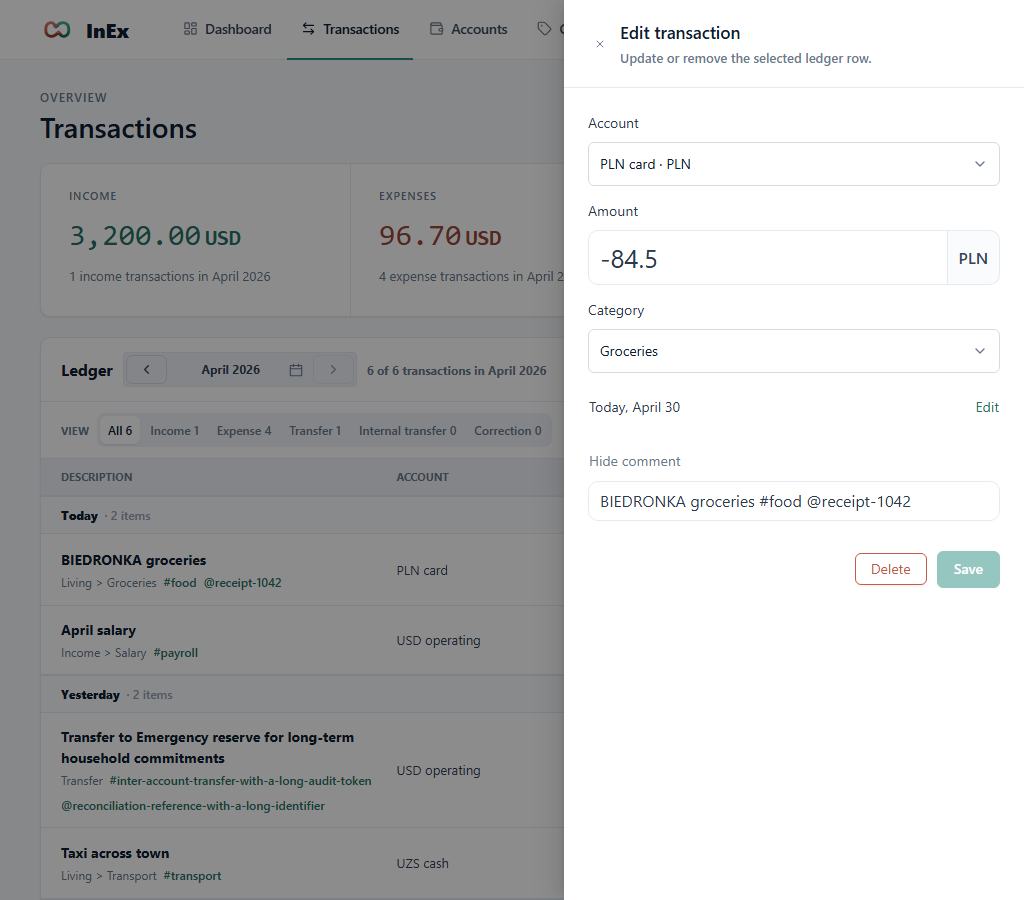 InEx
Dashboard
Transactions
Accounts
OVERVIEW
Transactions
INCOME
3,200.00 USD
1 income transactions in April 2026
EXPENSES
96.70 USD
4 expense transactions in April 2
Ledger
April 2026
6 of 6 transactions in April 2026
VIEW
All 6
Income 1
Expense 4
Transfer 1
Internal transfer 0
Correction 0
DESCRIPTION
ACCOUNT
Today · 2 items
BIEDRONKA groceries
Living > Groceries #food @receipt-1042
PLN card
April salary
Income > Salary #payroll
USD operating
Yesterday · 2 items
Transfer to Emergency reserve for long-term
household commitments
Transfer #inter-account-transfer-with-a-long-audit-token
@reconciliation-reference-with-a-long-identifier
USD operating
Taxi across town
Living > Transport #transport
UZS cash
Edit transaction
Update or remove the selected ledger row.
Account
PLN card · PLN
Amount
-84.5
PLN
Category
Groceries
Today, April 30
Edit
Hide comment
BIEDRONKA groceries #food @receipt-1042
Delete
Save